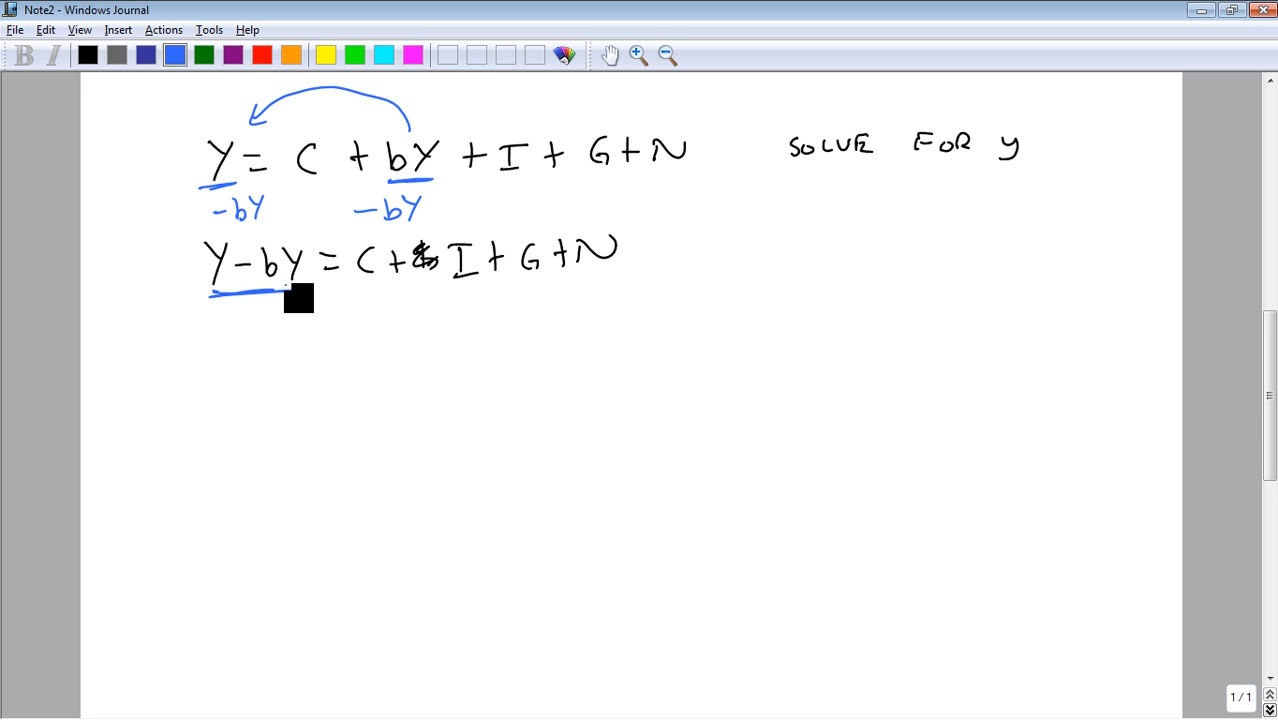 Note2 - Windows Journal
File Edit View Insert Actions Tools Help
B I
Y = C + bY + I + G + N SOLVE FOR y
-bY -bY
Y - bY = C + I + G + N
1 / 1